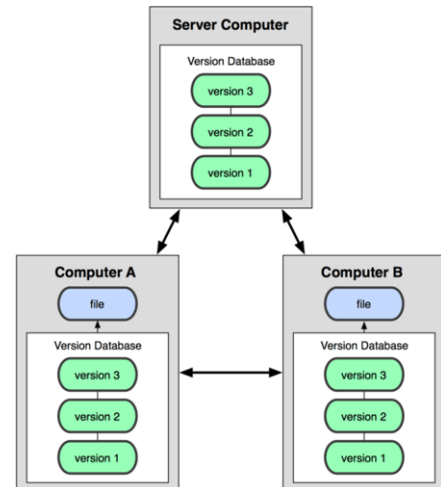 Server Computer
Version Database
version 3
version 2
version 1
Computer A
file
Version Database
version 3
version 2
version 1
Computer B
file
Version Database
version 3
version 2
version 1